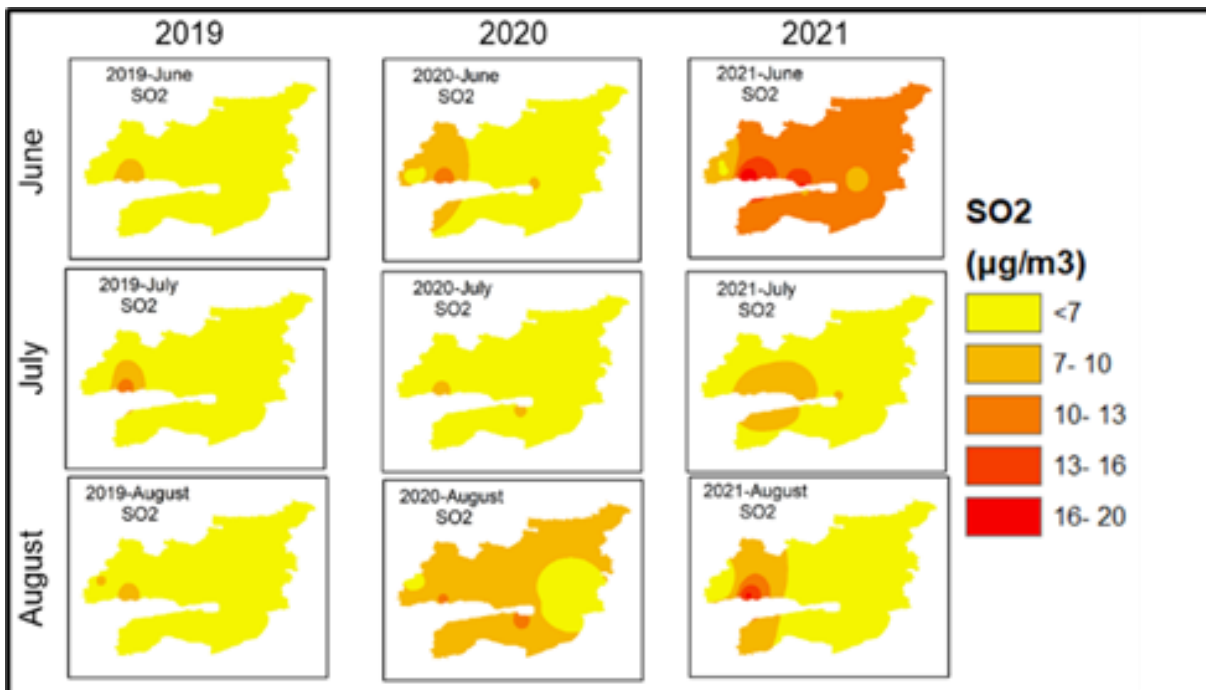 2019
2020
2021
June
2019-June
SO2
2020-June
SO2
2021-June
SO2
July
2019-July
SO2
2020-July
SO2
2021-July
SO2
August
2019-August
SO2
2020-August
SO2
2021-August
SO2
SO2
(µg/m3)
<7
7- 10
10- 13
13- 16
16- 20